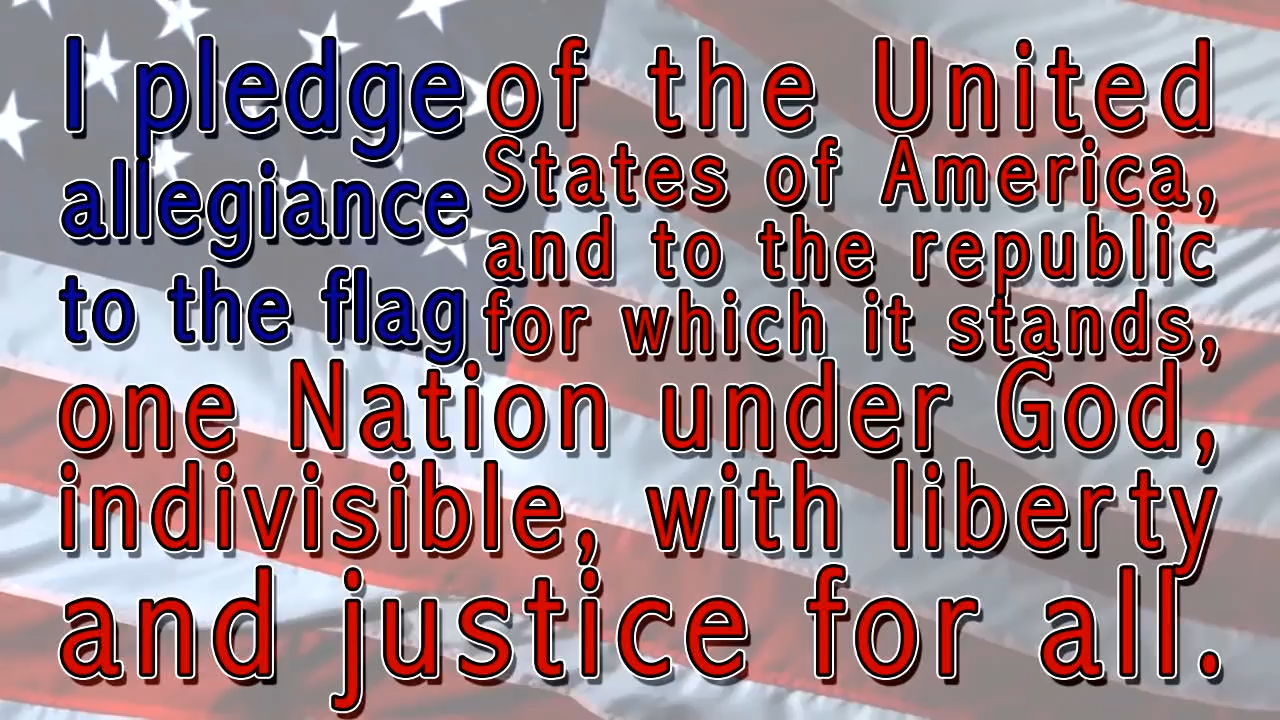 I pledge
allegiance
to the flag
of the United
States of America,
and to the republic
for which it stands,
one Nation under God,
indivisible, with liberty
and justice for all.